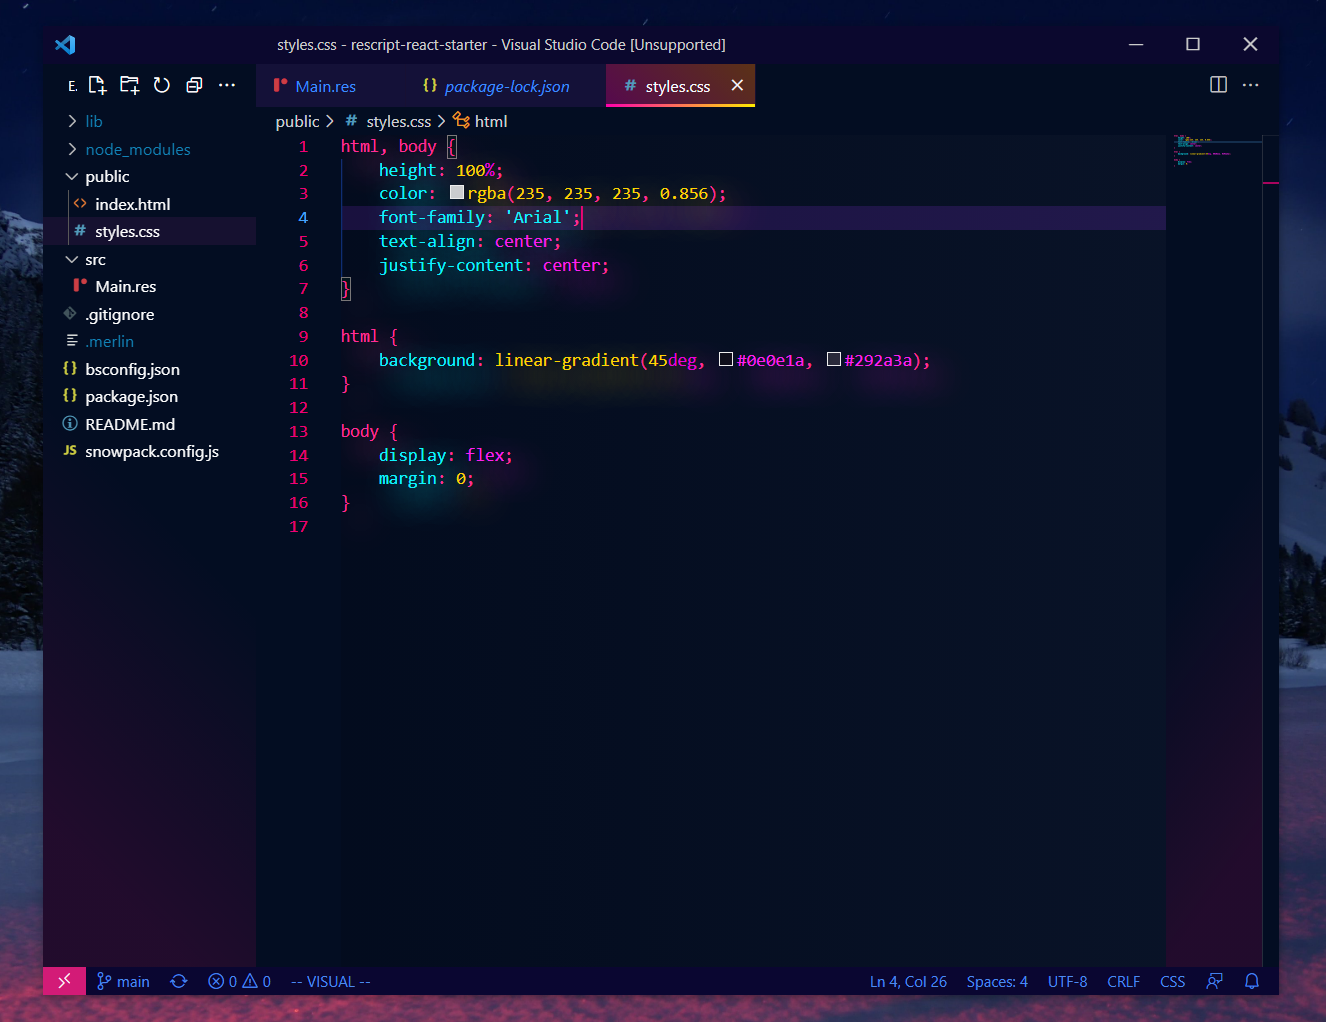 styles.css - rescript-react-starter - Visual Studio Code [Unsupported]
E.
Main.res
{} package-lock.json
# styles.css
lib
node_modules
public
<> index.html
# styles.css
src
Main.res
.gitignore
.merlin
{} bsconfig.json
{} package.json
README.md
JS snowpack.config.js
public > # styles.css > html
1 html, body {
2     height: 100%;
3     color: rgba(235, 235, 235, 0.856);
4     font-family: 'Arial';
5     text-align: center;
6     justify-content: center;
7 }
8
9 html {
10     background: linear-gradient(45deg, #0e0e1a, #292a3a);
11 }
12
13 body {
14     display: flex;
15     margin: 0;
16 }
17
main 0 0 -- VISUAL -- Ln 4, Col 26 Spaces: 4 UTF-8 CRLF CSS